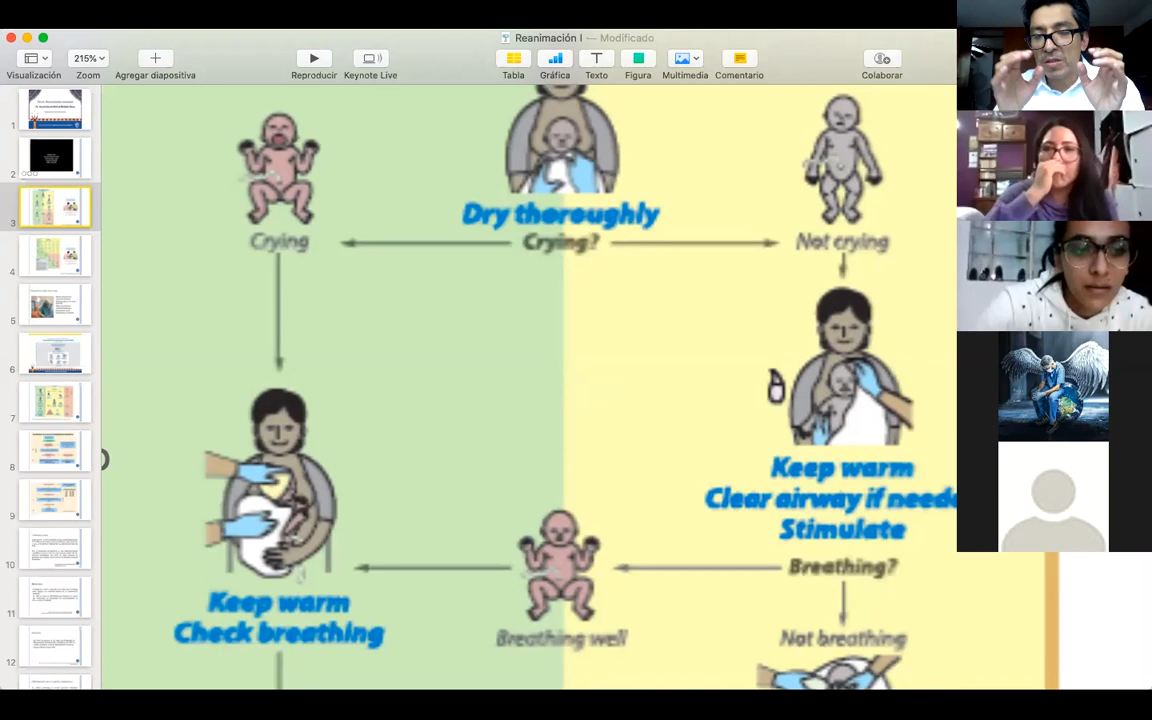 Reanimación I — Modificado
215%
Visualización
Zoom
Agregar diapositiva
Reproducir
Keynote Live
Tabla
Gráfica
Texto
Figura
Multimedia
Comentario
Colaborar
1
2
3
4
5
6
7
8
9
10
11
12
Dry thoroughly
Crying
Crying?
Not crying
Keep warm
Clear airway if neede
Stimulate
Breathing?
Keep warm
Check breathing
Breathing well
Not breathing